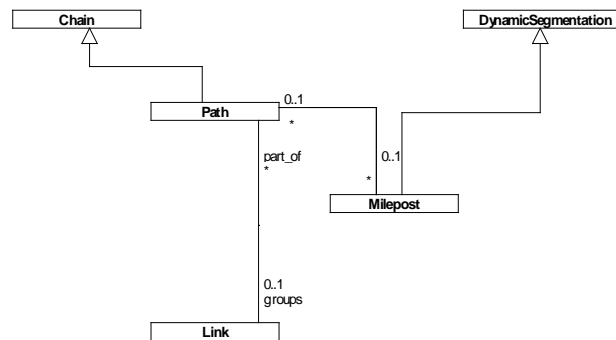 Chain
DynamicSegmentation
0..1
Path
*
part_of
*
0..1
*
Milepost
0..1
groups
Link